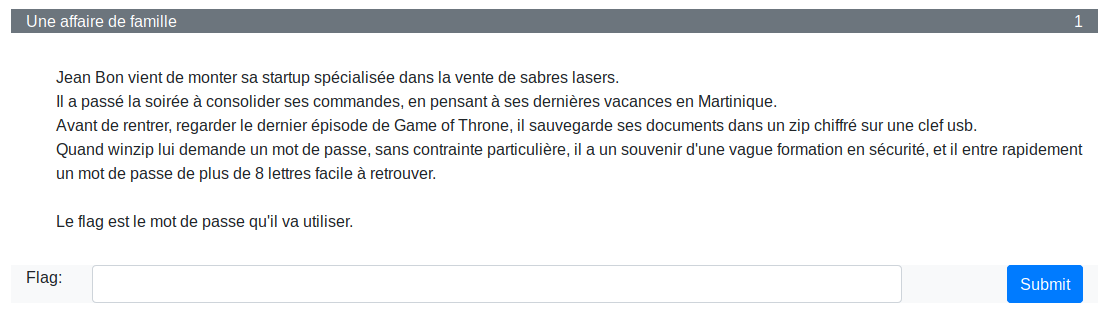 Une affaire de famille 1
Jean Bon vient de monter sa startup spécialisée dans la vente de sabres lasers.
Il a passé la soirée à consolider ses commandes, en pensant à ses dernières vacances en Martinique.
Avant de rentrer, regarder le dernier épisode de Game of Throne, il sauvegarde ses documents dans un zip chiffré sur une clef usb.
Quand winzip lui demande un mot de passe, sans contrainte particulière, il a un souvenir d'une vague formation en sécurité, et il entre rapidement
un mot de passe de plus de 8 lettres facile à retrouver.
Le flag est le mot de passe qu'il va utiliser.
Flag: Submit